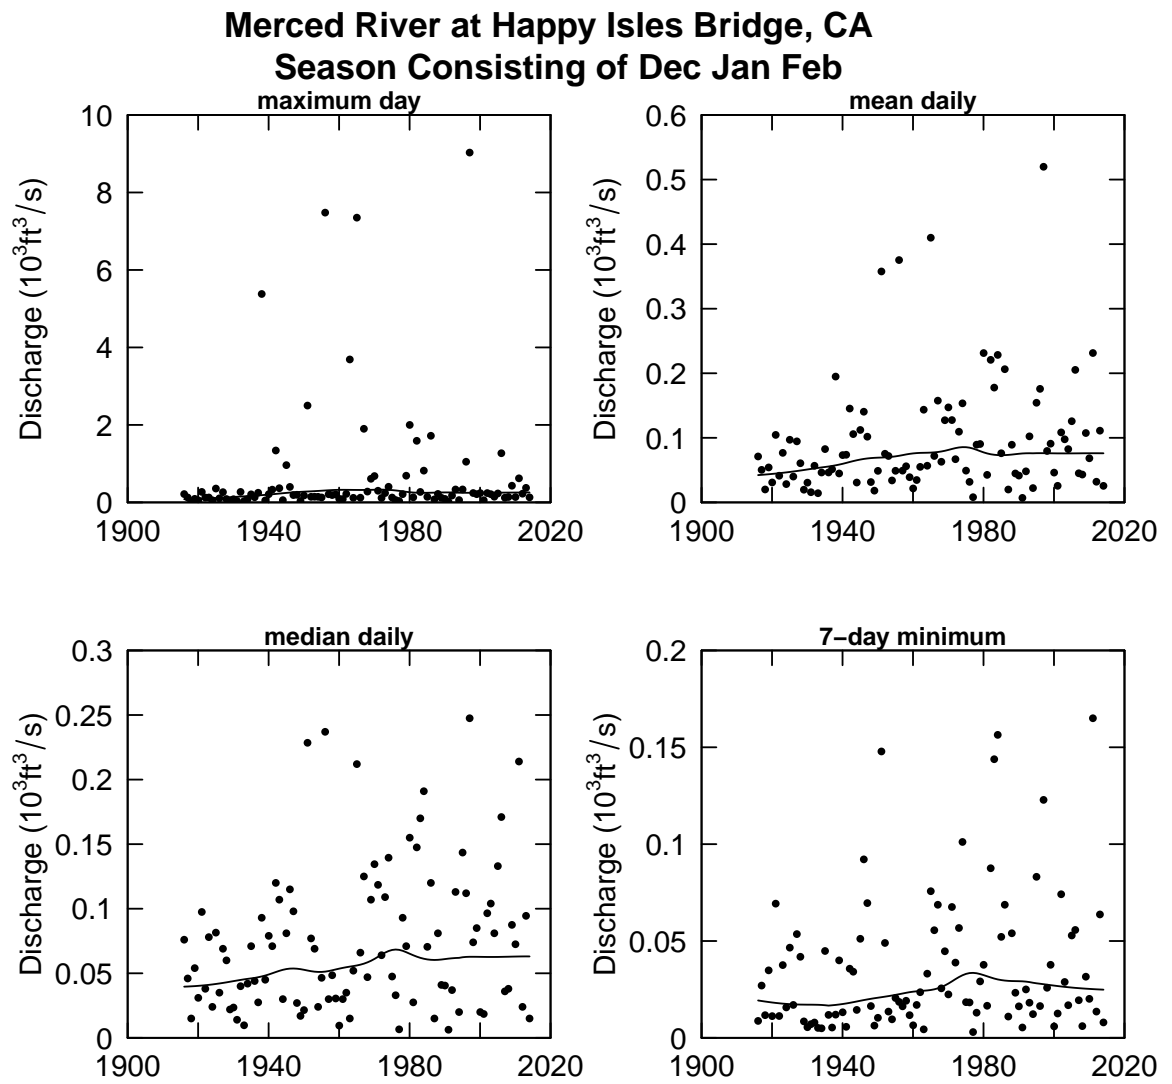 Merced River at Happy Isles Bridge, CA
Season Consisting of Dec Jan Feb
maximum day
Discharge (10³ft³/s)
10
8
6
4
2
0
1900 1940 1980 2020
mean daily
Discharge (10³ft³/s)
0.6
0.5
0.4
0.3
0.2
0.1
0
1900 1940 1980 2020
median daily
Discharge (10³ft³/s)
0.3
0.25
0.2
0.15
0.1
0.05
0
1900 1940 1980 2020
7−day minimum
Discharge (10³ft³/s)
0.2
0.15
0.1
0.05
0
1900 1940 1980 2020